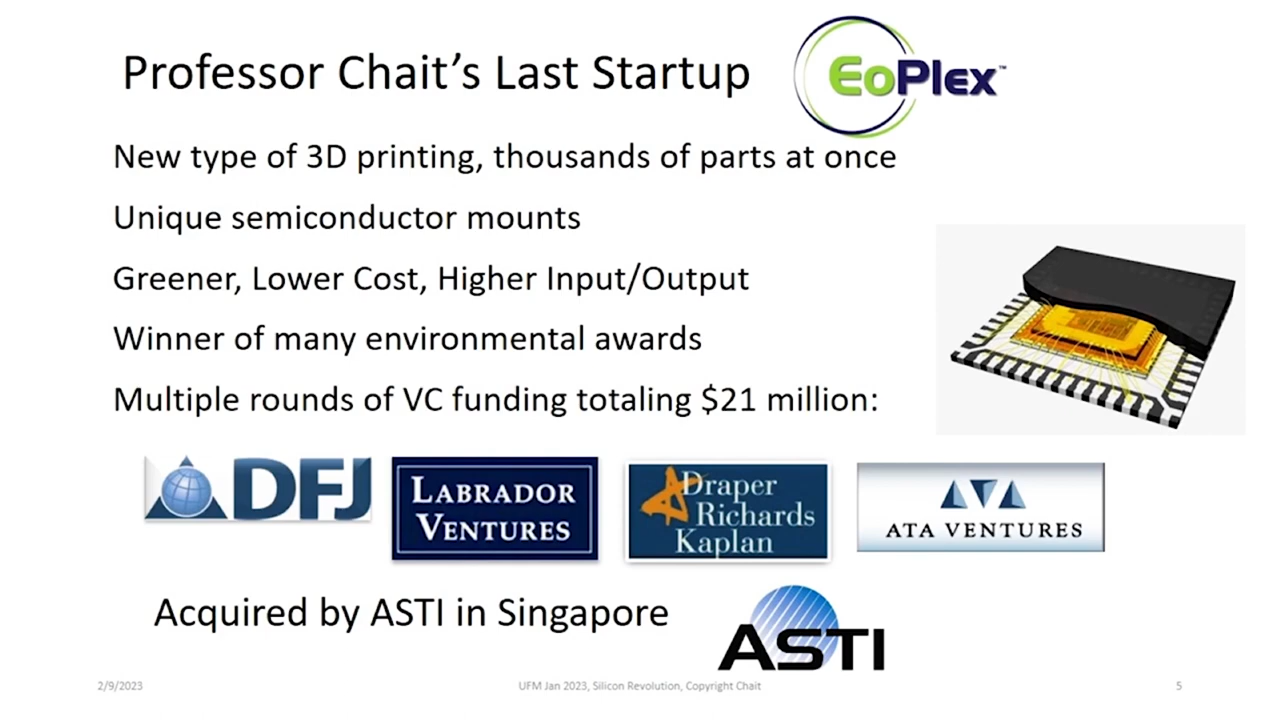 Professor Chait’s Last Startup
EoPlex™
New type of 3D printing, thousands of parts at once
Unique semiconductor mounts
Greener, Lower Cost, Higher Input/Output
Winner of many environmental awards
Multiple rounds of VC funding totaling $21 million:
DFJ
LABRADOR
VENTURES
Draper
Richards
Kaplan
ATA VENTURES
Acquired by ASTI in Singapore
ASTI
2/9/2023
UFM Jan 2023, Silicon Revolution, Copyright Chait
5